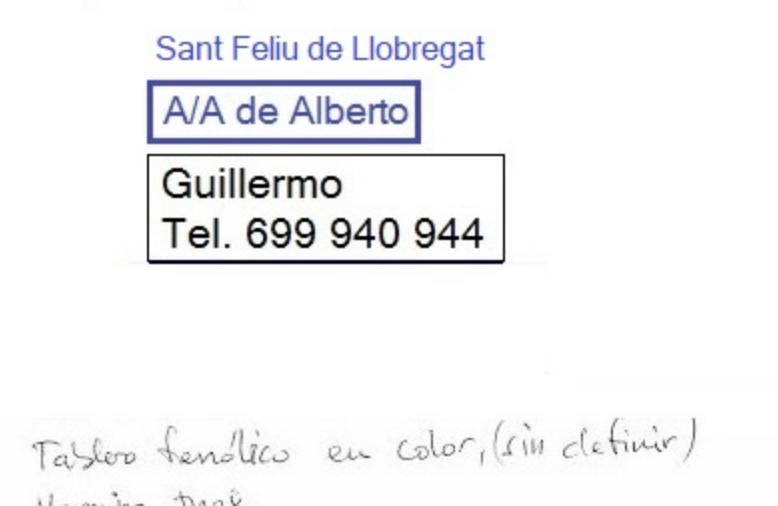 Sant Feliu de Llobregat
A/A de Alberto
Guillermo
Tel. 699 940 944
Tablero fenólico en color, (sin definir)